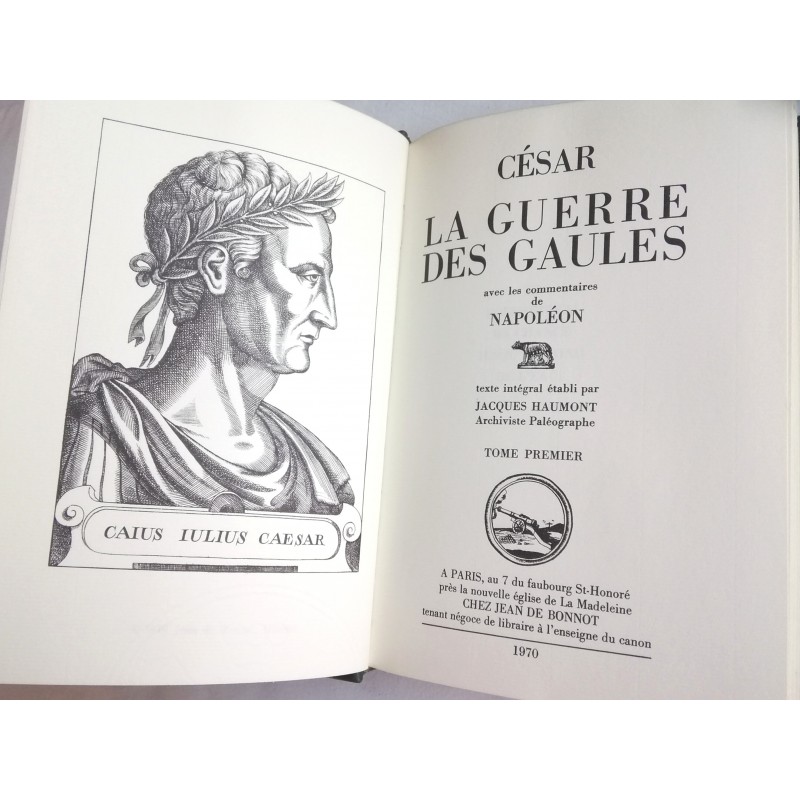 CAIUS IULIUS CAESAR
CÉSAR
LA GUERRE
DES GAULES
avec les commentaires
de
NAPOLÉON
texte intégral établi par
JACQUES HAUMONT
Archiviste Paléographe
TOME PREMIER
A PARIS, au 7 du faubourg St-Honoré
près la nouvelle église de La Madeleine
CHEZ JEAN DE BONNOT
tenant négoce de libraire à l'enseigne du canon
1970